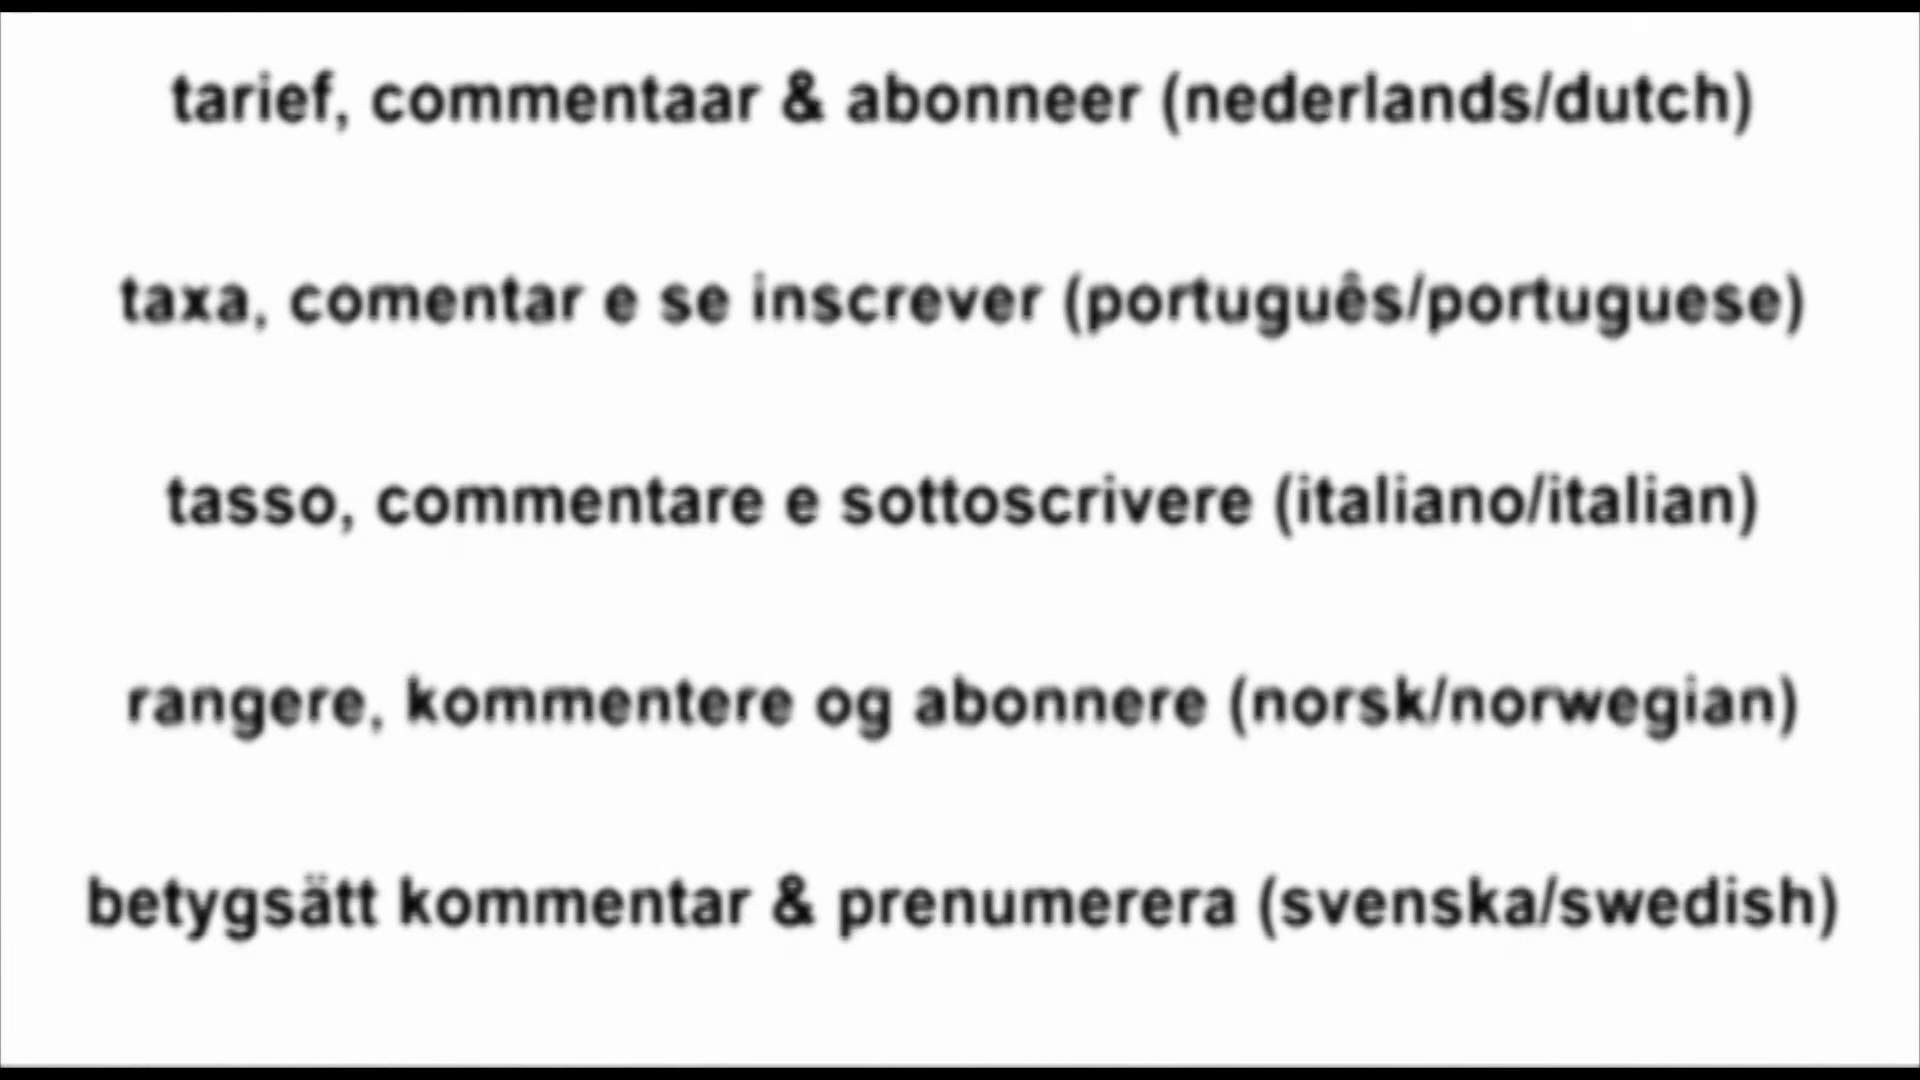 tarief, commentaar & abonneer (nederlands/dutch)
taxa, comentar e se inscrever (português/portuguese)
tasso, commentare e sottoscrivere (italiano/italian)
rangere, kommentere og abonnere (norsk/norwegian)
betygsätt kommentar & prenumerera (svenska/swedish)